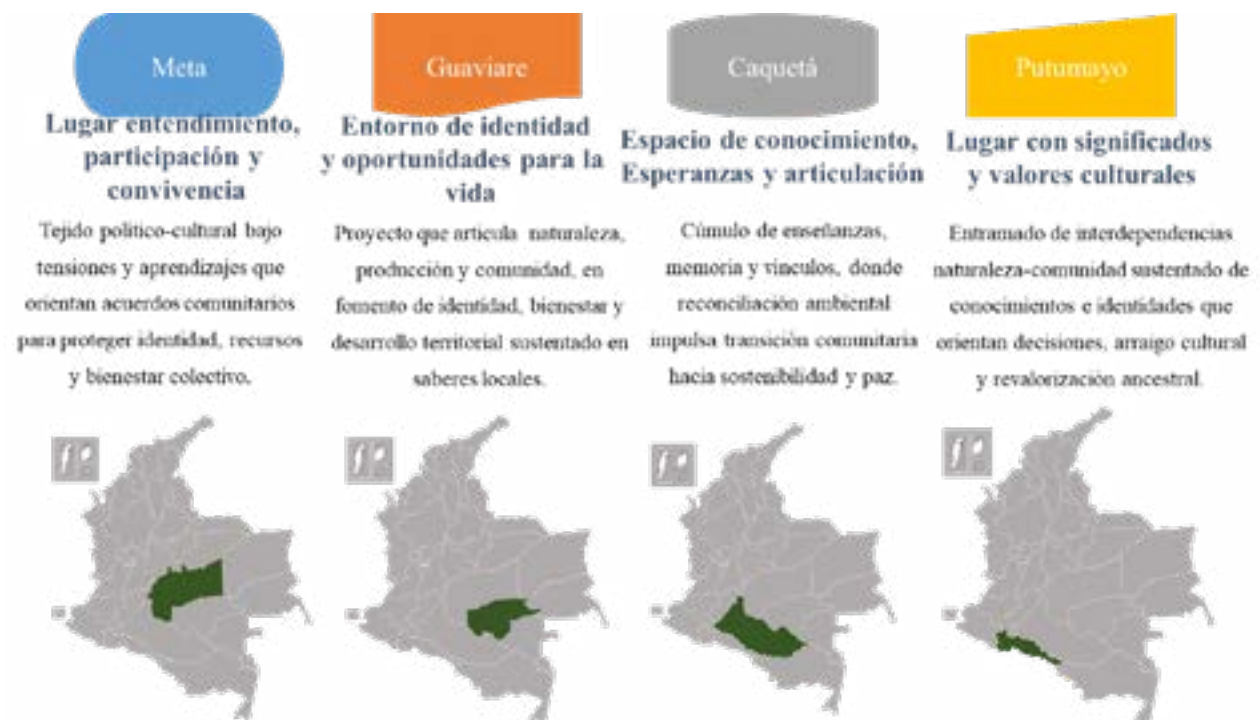 Meta
Lugar entendimiento,
participación y
convivencia
Tejido político-cultural bajo
tensiones y aprendizajes que
orientan acuerdos comunitarios
para proteger identidad, recursos
y bienestar colectivo.
Guaviare
Entorno de identidad
y oportunidades para la
vida
Proyecto que articula naturaleza,
producción y comunidad, en
fomento de identidad, bienestar y
desarrollo territorial sustentado en
saberes locales.
Caquetá
Espacio de conocimiento,
Esperanzas y articulación
Cúmulo de enseñanzas,
memoria y vínculos, donde
reconciliación ambiental
impulsa transición comunitaria
hacia sostenibilidad y paz.
Putumayo
Lugar con significados
y valores culturales
Entramado de interdependencias
naturaleza-comunidad sustentado de
conocimientos e identidades que
orientan decisiones, arraigo cultural
y revalorización ancestral.